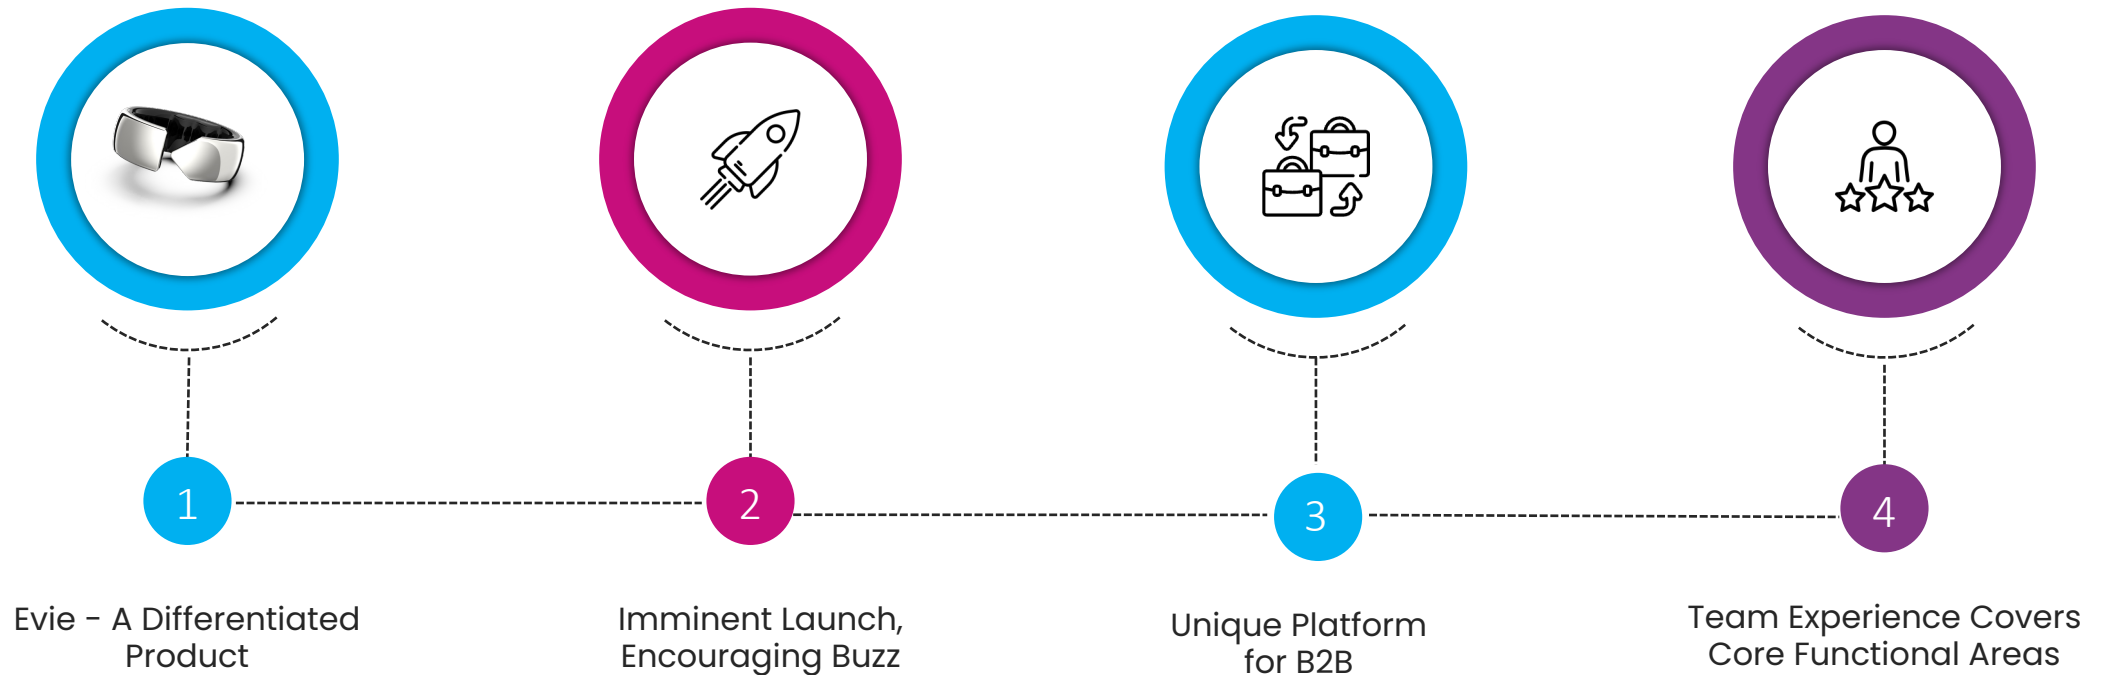 1
2
3
4
Evie - A Differentiated
Product
Imminent Launch,
Encouraging Buzz
Unique Platform
for B2B
Team Experience Covers
Core Functional Areas